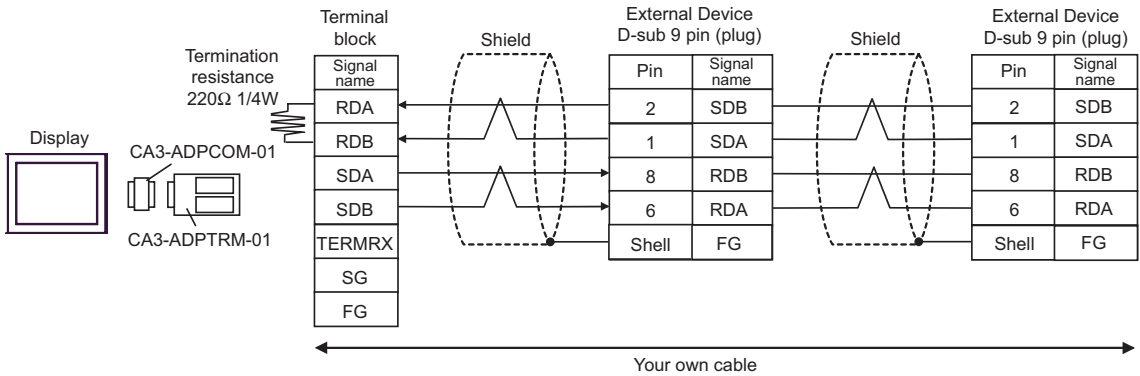 Display
CA3-ADPCOM-01
CA3-ADPTRM-01
Termination
resistance
220Ω 1/4W
Terminal
block
Signal
name
RDA
RDB
SDA
SDB
TERMRX
SG
FG
Shield
External Device
D-sub 9 pin (plug)
Pin Signal
name
2 SDB
1 SDA
8 RDB
6 RDA
Shell FG
Shield
External Device
D-sub 9 pin (plug)
Pin Signal
name
2 SDB
1 SDA
8 RDB
6 RDA
Shell FG
Your own cable